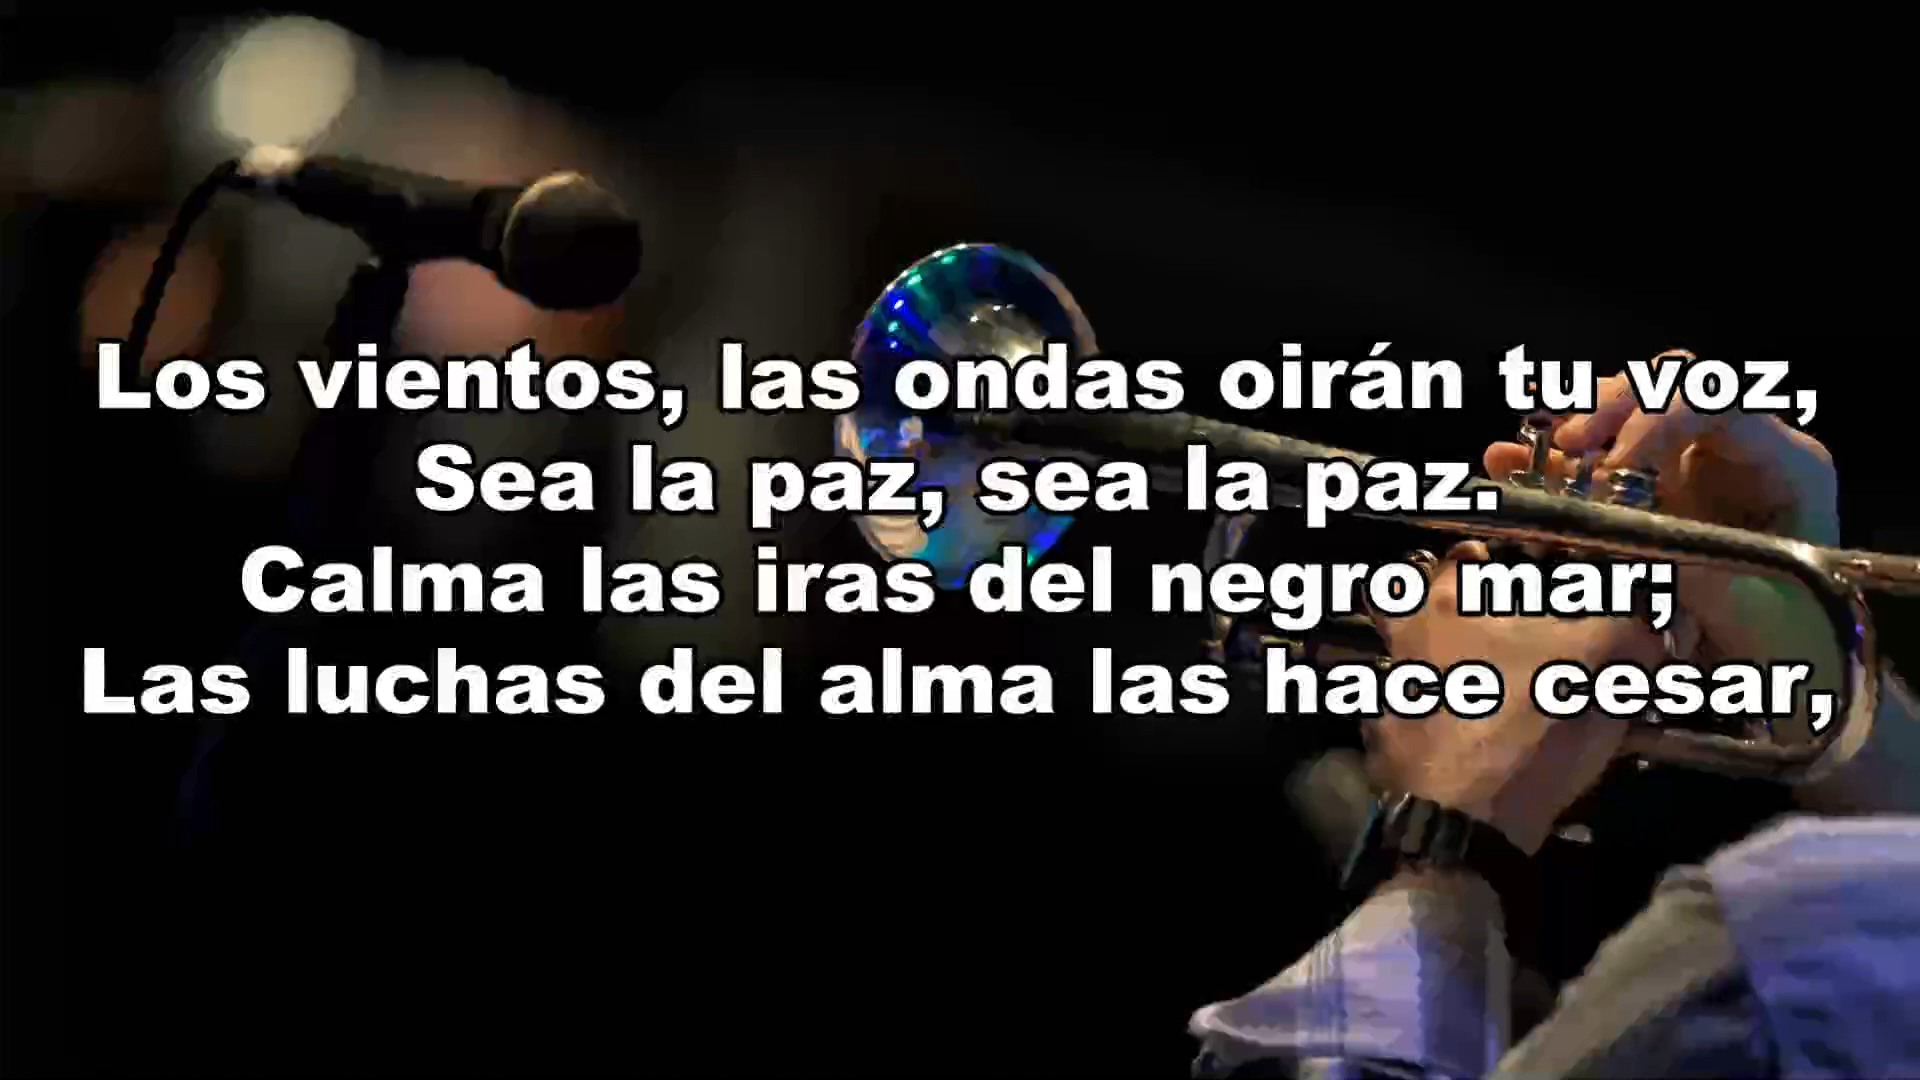 Los vientos, las ondas oirán tu voz,
Sea la paz, sea la paz.
Calma las iras del negro mar;
Las luchas del alma las hace cesar,